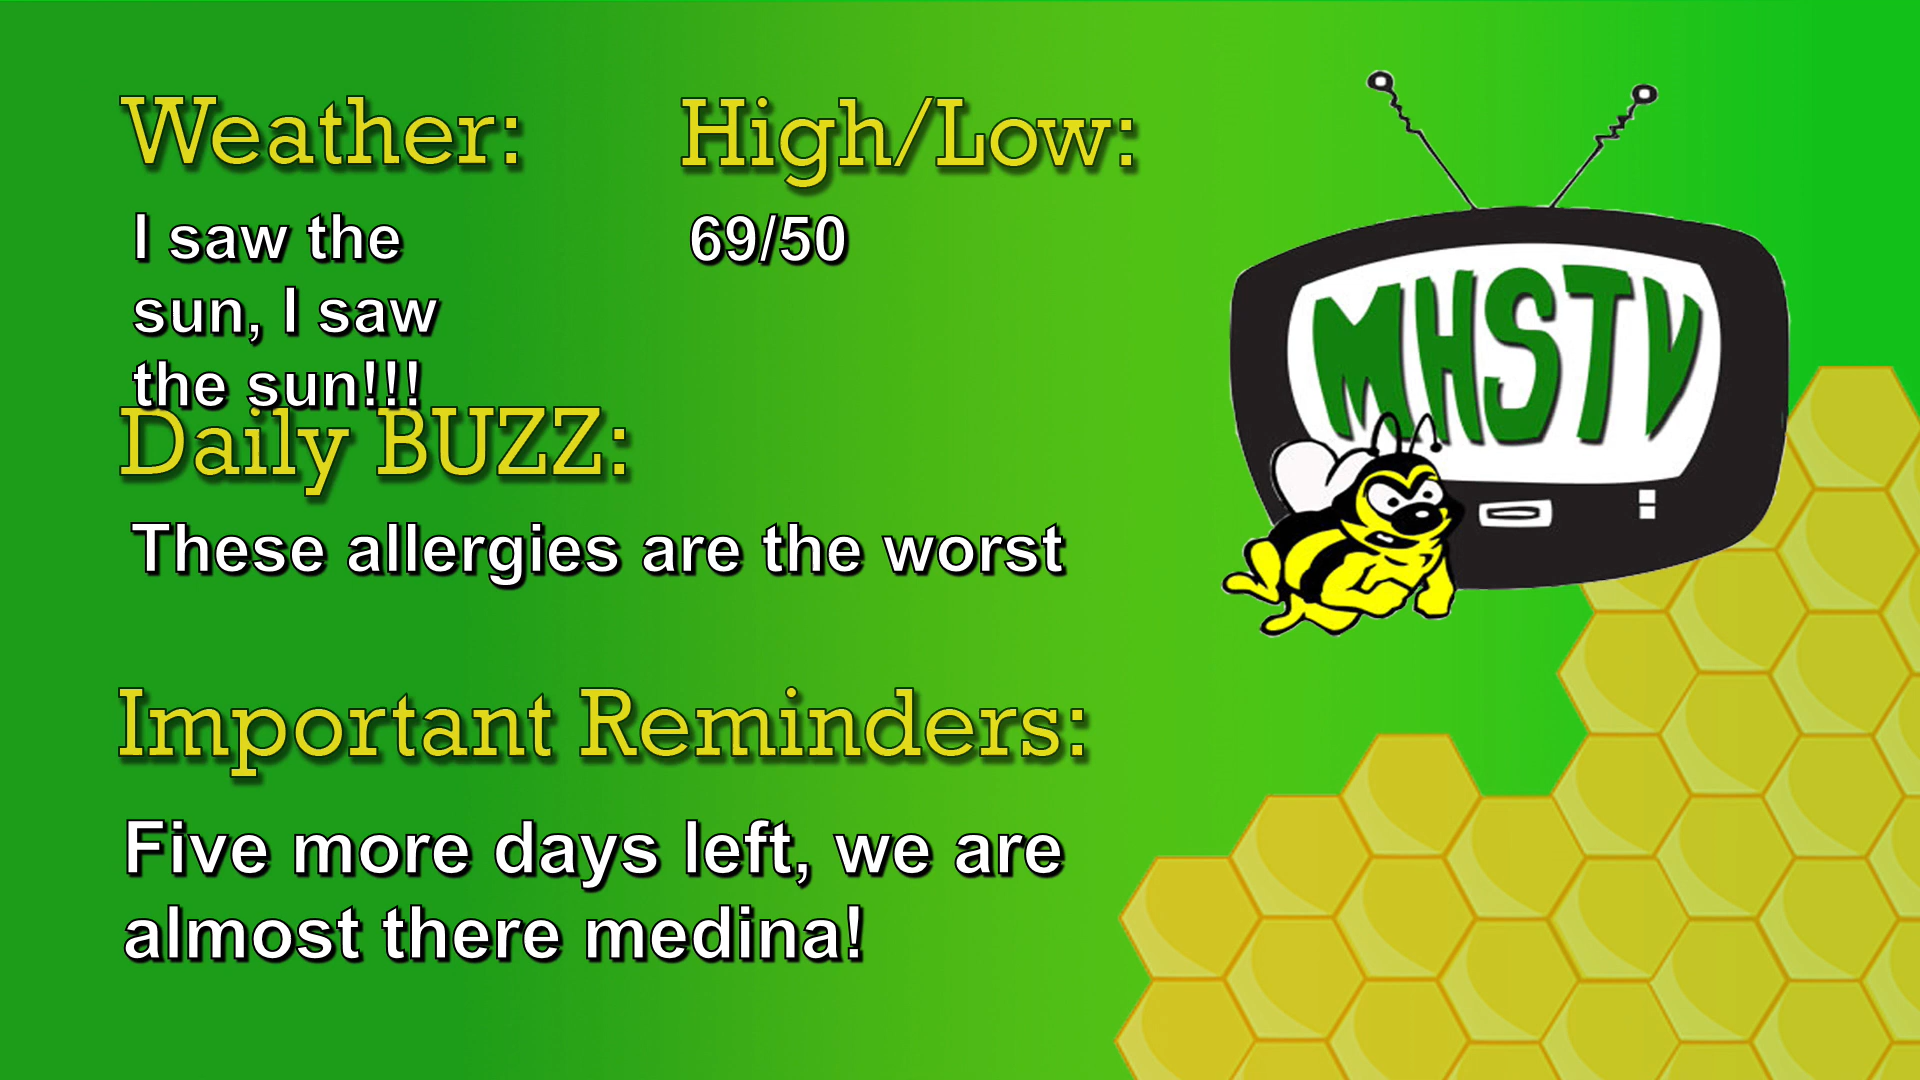 Weather:
I saw the
sun, I saw
the sun!!!
High/Low:
69/50
MHSTV
Daily BUZZ:
These allergies are the worst
Important Reminders:
Five more days left, we are
almost there medina!